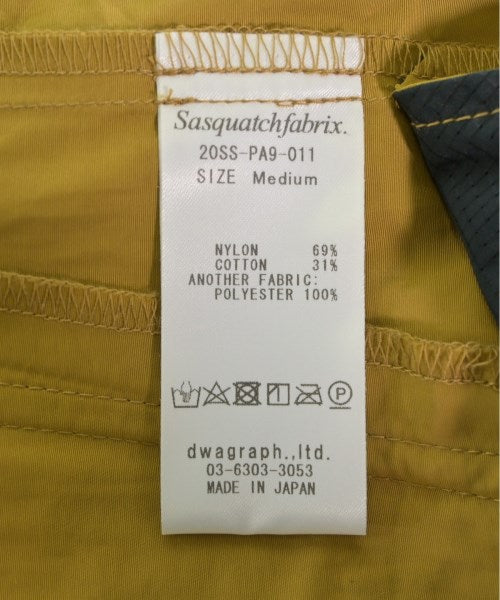 Sasquatchfabrix.
20SS-PA9-011
SIZE Medium
NYLON 69%
COTTON 31%
ANOTHER FABRIC:
POLYESTER 100%
P
dwagraph.,ltd.
03-6303-3053
MADE IN JAPAN